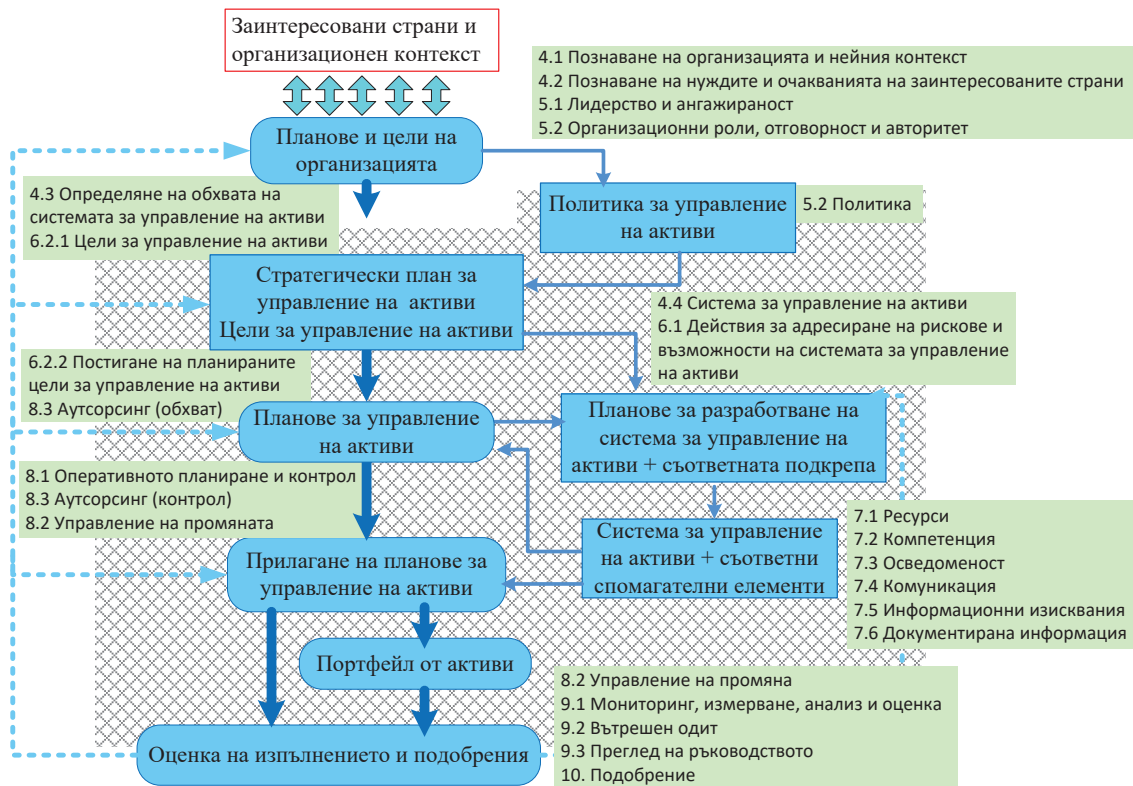 Заинтересовани страни и
организационен контекст
4.1 Познаване на организацията и нейния контекст
4.2 Познаване на нуждите и очакванията на заинтересованите страни
5.1 Лидерство и ангажираност
5.2 Организационни роли, отговорност и авторитет
Планове и цели на
организацията
4.3 Определяне на обхвата на
системата за управление на активи
6.2.1 Цели за управление на активи
Политика за управление
на активи
5.2 Политика
Стратегически план за
управление на активи
Цели за управление на активи
4.4 Система за управление на активи
6.1 Действия за адресиране на рискове и
възможности на системата за управление
на активи
6.2.2 Постигане на планираните
цели за управление на активи
8.3 Аутсорсинг (обхват)
Планове за управление
на активи
Планове за разработване на
система за управление на
активи + съответната подкрепа
8.1 Оперативното планиране и контрол
8.3 Аутсорсинг (контрол)
8.2 Управление на промяната
Система за управление
на активи + съответни
спомагателни елементи
7.1 Ресурси
7.2 Компетенция
7.3 Осведоменост
7.4 Комуникация
7.5 Информационни изисквания
7.6 Документирана информация
Прилагане на планове за
управление на активи
Портфейл от активи
8.2 Управление на промяна
9.1 Мониторинг, измерване, анализ и оценка
9.2 Вътрешен одит
9.3 Преглед на ръководството
10. Подобрение
Оценка на изпълнението и подобрения